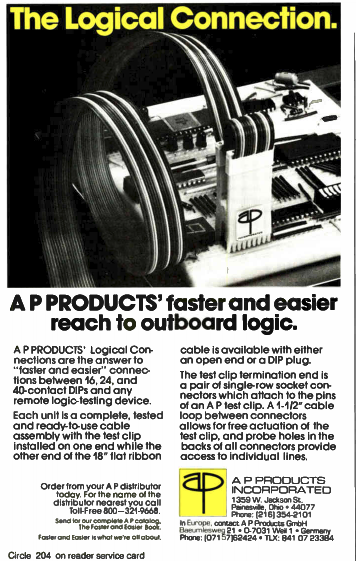 The Logical Connection.
ap
A P PRODUCTS' faster and easier
reach to outboard logic.
A P PRODUCTS' Logical Con-
nections are the answer to
"faster and easier" connec-
tions between 16, 24, and
40-contact DIPs and any
remote logic-testing device.
Each unit is a complete, tested
and ready-to-use cable
assembly with the test clip
installed on one end while the
other end of the 18" flat ribbon
cable is available with either
an open end or a DIP plug.
The test clip termination end is
a pair of single-row socket con-
nectors which attach to the pins
of an A P test clip. A 1-1/2" cable
loop between connectors
allows for free actuation of the
test clip, and probe holes in the
backs of all connectors provide
access to individual lines.
Order from your A P distributor
today. For the name of the
distributor nearest you call
Toll-Free 800-321-9668.
Send for our complete A P catalog,
The Faster and Easier Book.
Faster and Easier is what we're all about.
ap
A P PRODUCTS
INCORPORATED
1359 W. Jackson St.
Painesville, Ohio • 44077
Phone: (216) 354-2101
In Europe, contact A P Products GmbH
Baeumlesweg 21 • D-7031 Weil 1 • Germany
Phone: (07157)62424 • TLX: 841 07 23384
Circle 204 on reader service card